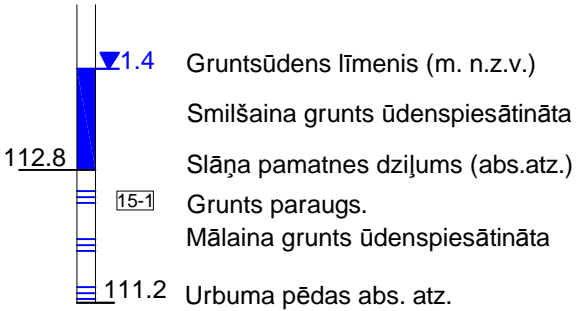 1.4 Gruntsūdens līmenis (m. n.z.v.)
Smilšaina grunts ūdenspiesātināta
112.8 Slāņa pamatnes dziļums (abs.atz.)
15-1 Grunts paraugs.
Mālaina grunts ūdenspiesātināta
111.2 Urbuma pēdas abs. atz.